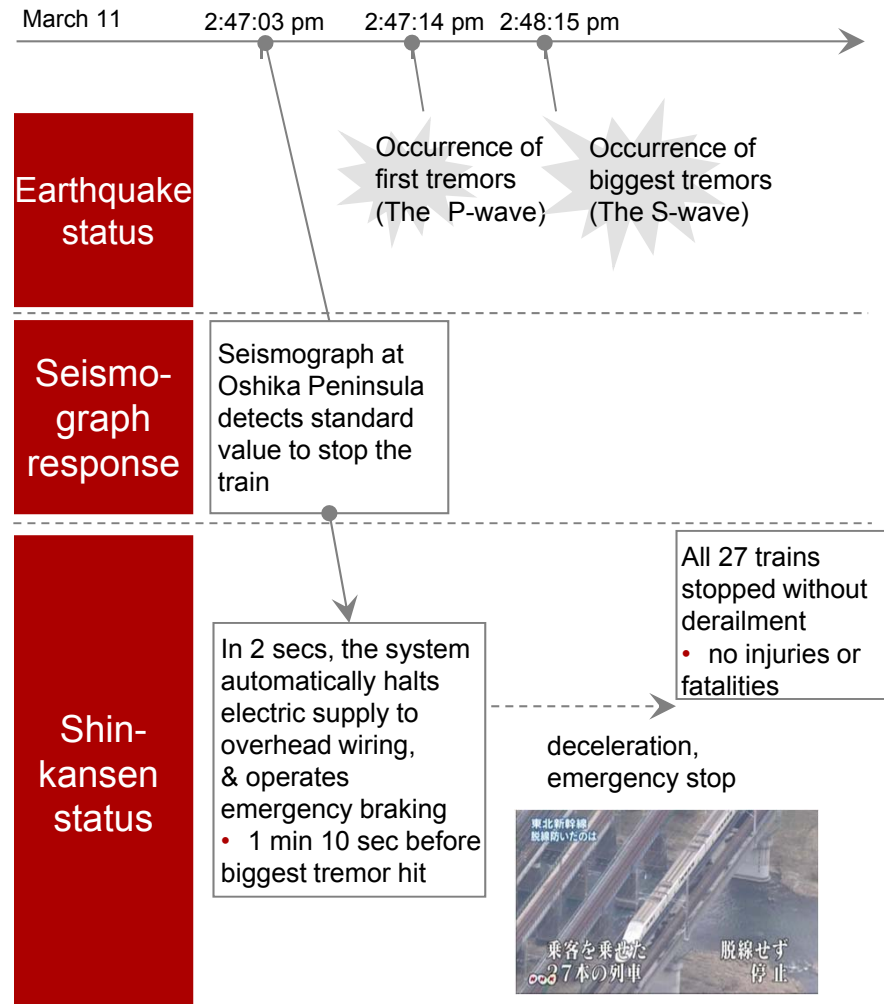 March 11
2:47:03 pm
2:47:14 pm
2:48:15 pm
Earthquake
status
Occurrence of
first tremors
(The P-wave)
Occurrence of
biggest tremors
(The S-wave)
Seismo-
graph
response
Seismograph at
Oshika Peninsula
detects standard
value to stop the
train
Shin-
kansen
status
In 2 secs, the system
automatically halts
electric supply to
overhead wiring,
& operates
emergency braking
• 1 min 10 sec before
biggest tremor hit
deceleration,
emergency stop
All 27 trains
stopped without
derailment
• no injuries or
fatalities
東北新幹線
脱線防いだのは
乗客を乗せた
27本の列車
脱線せず
停止